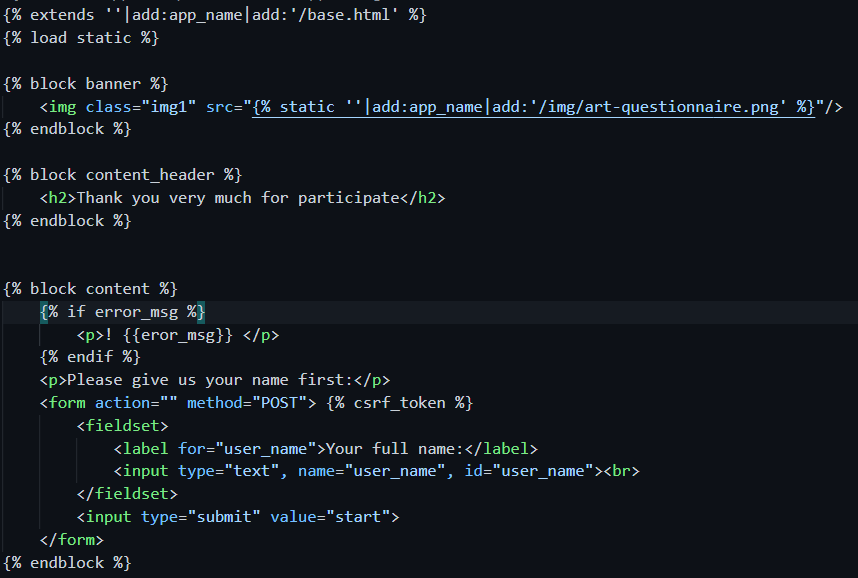 {% extends ''|add:app_name|add:'/base.html' %}
{% load static %}
{% block banner %}
<img class="img1" src="{% static ''|add:app_name|add:'/img/art-questionnaire.png' %}"/>
{% endblock %}
{% block content_header %}
<h2>Thank you very much for participate</h2>
{% endblock %}
{% block content %}
{% if error_msg %}
<p>! {{eror_msg}} </p>
{% endif %}
<p>Please give us your name first:</p>
<form action="" method="POST"> {% csrf_token %}
<fieldset>
<label for="user_name">Your full name:</label>
<input type="text", name="user_name", id="user_name"><br>
</fieldset>
<input type="submit" value="start">
</form>
{% endblock %}